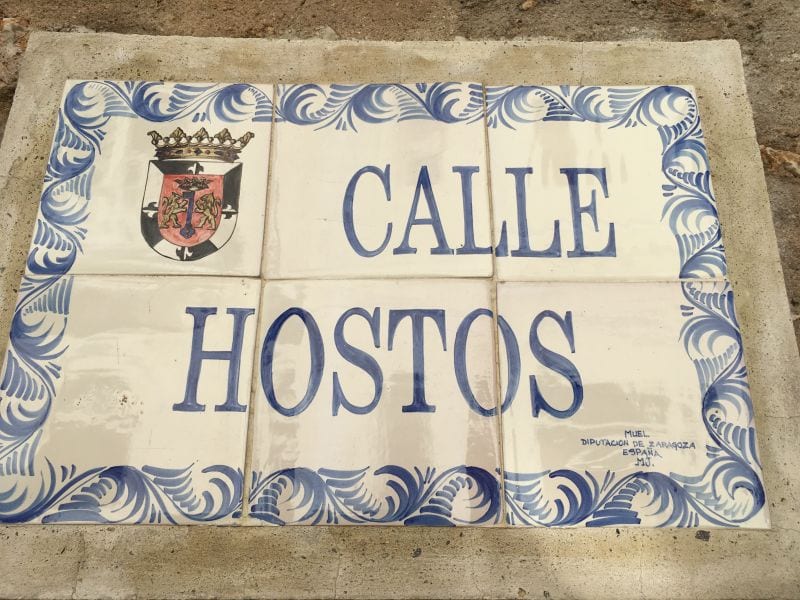 CALLE
HOSTOS
MUEL
DIPUTACION DE ZARAGOZA
ESPAÑA
MJ.